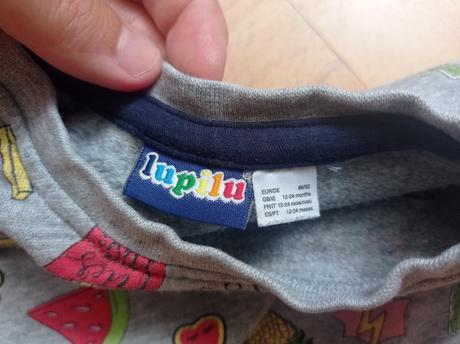 lupilu®
EUR/DE 86/92
GB/IE 12-24 months
FR/IT 12-24 mois/mesi
ES/PT 12-24 meses